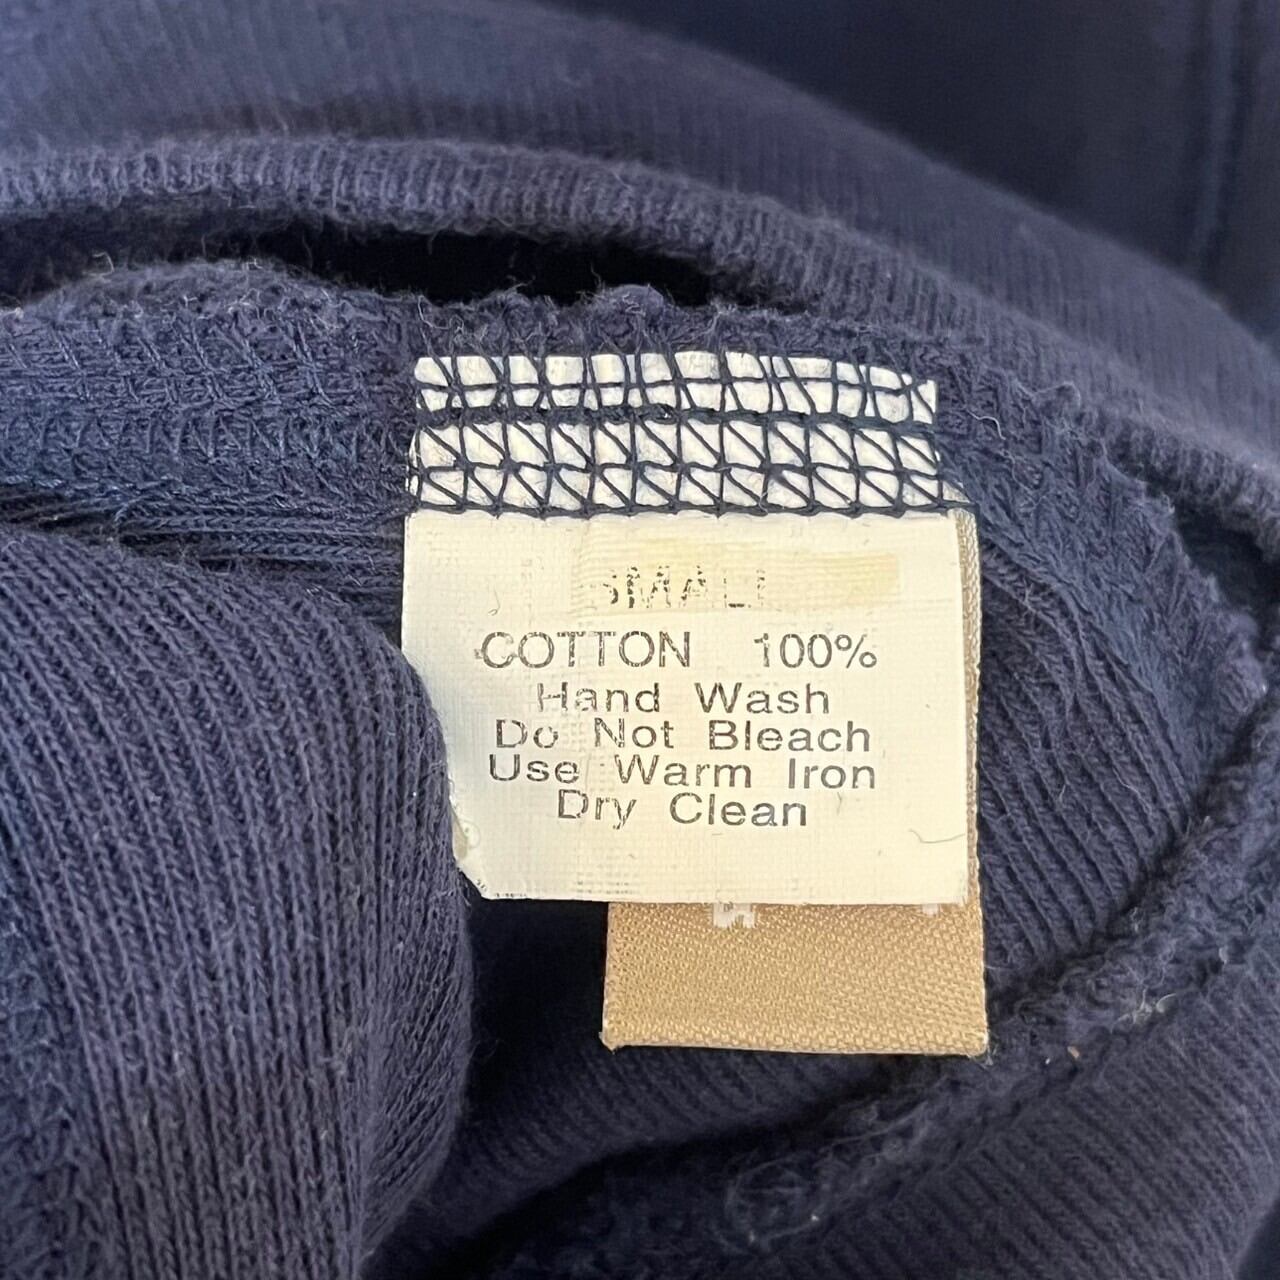 SMALL
COTTON 100%
Hand Wash
Do Not Bleach
Use Warm Iron
Dry Clean